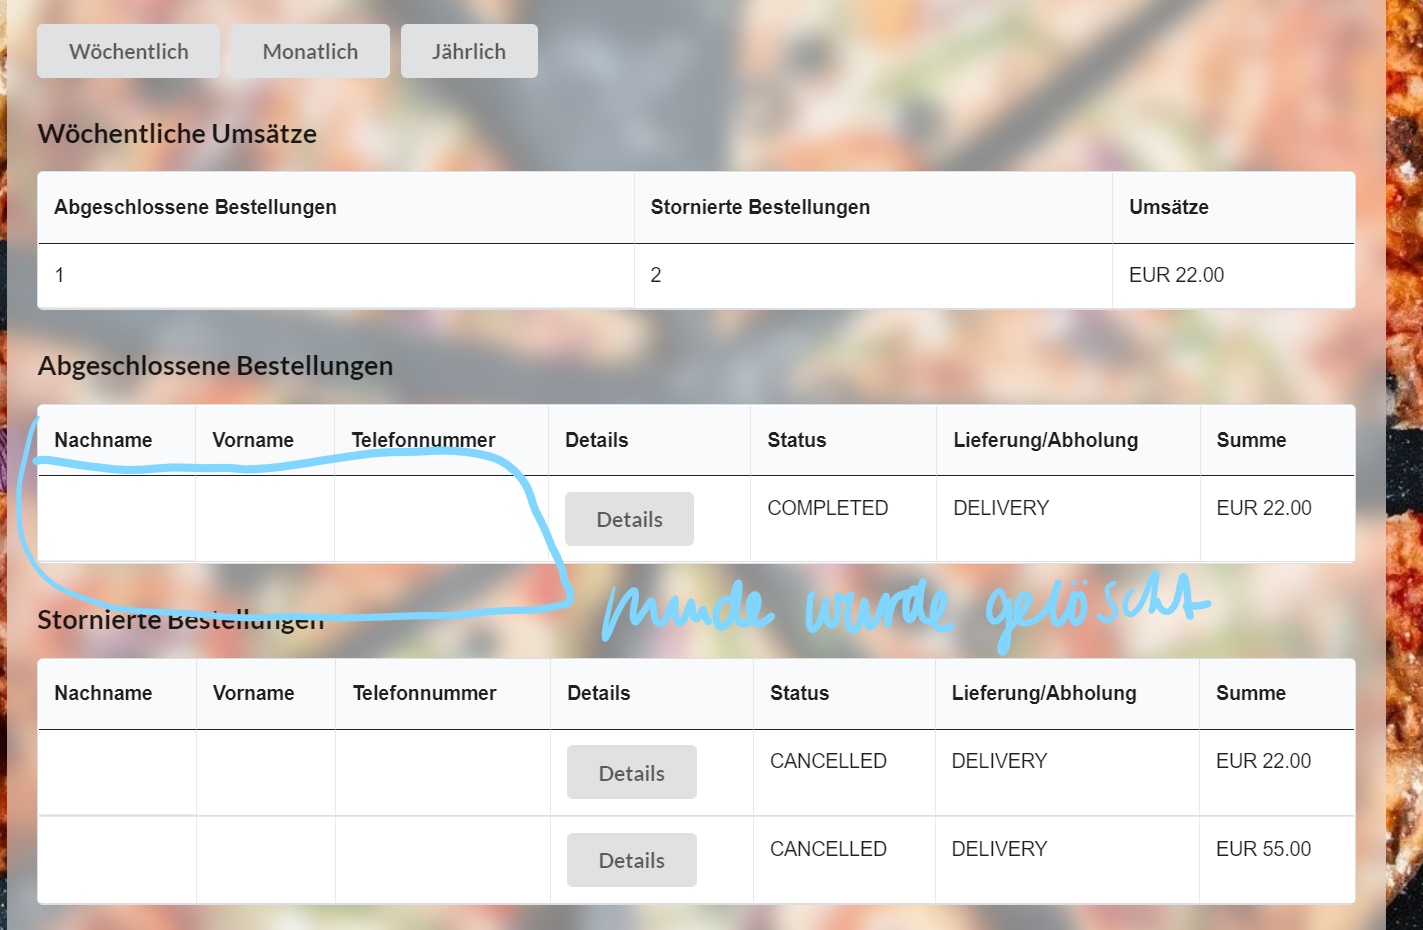 Wöchentlich Monatlich Jährlich
Wöchentliche Umsätze
Abgeschlossene Bestellungen Stornierte Bestellungen Umsätze
1 2 EUR 22.00
Abgeschlossene Bestellungen
Nachname Vorname Telefonnummer Details Status Lieferung/Abholung Summe
Details COMPLETED DELIVERY EUR 22.00
wurde gelöscht
Stornierte Bestellungen
Nachname Vorname Telefonnummer Details Status Lieferung/Abholung Summe
Details CANCELLED DELIVERY EUR 22.00
Details CANCELLED DELIVERY EUR 55.00